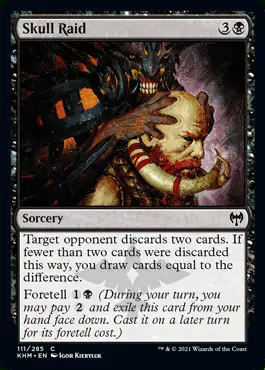 Skull Raid 3
Sorcery
Target opponent discards two cards. If
fewer than two cards were discarded
this way, you draw cards equal to the
difference.
Foretell 1 (During your turn, you
may pay 2 and exile this card from your
hand face down. Cast it on a later turn
for its foretell cost.)
111/285 C
KHM • EN Igor Kieryluk
™ & © 2021 Wizards of the Coast